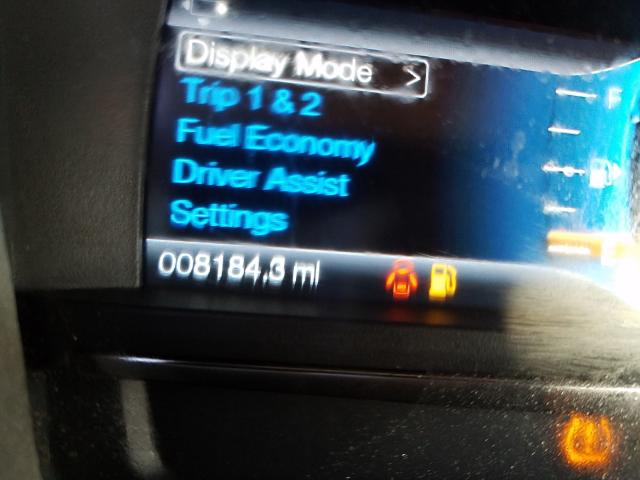 Display Mode >
Trip 1 & 2
Fuel Economy
Driver Assist
Settings
008184.3 mi
F